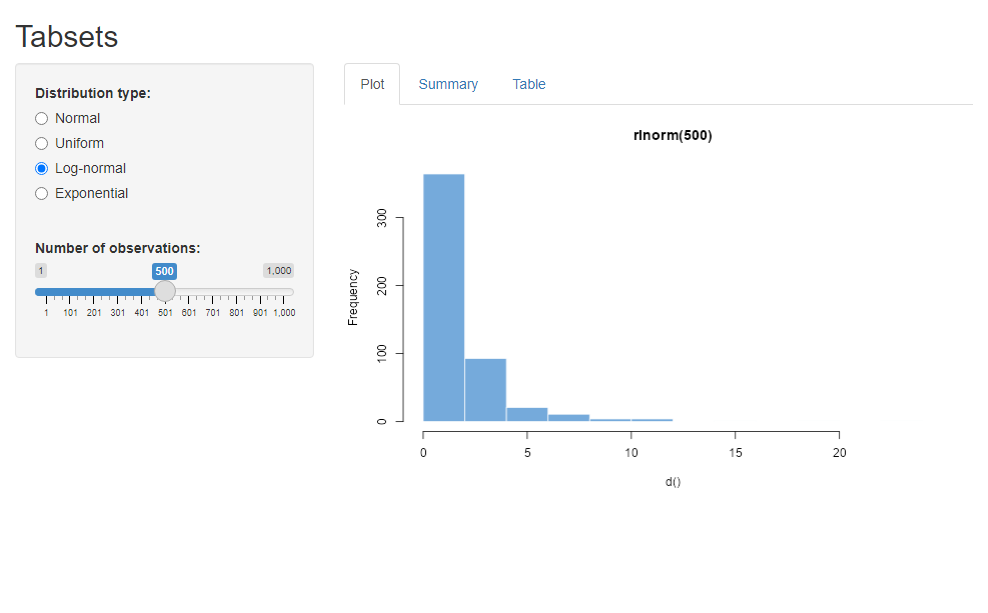 Tabsets
Distribution type:
Normal
Uniform
Log-normal
Exponential
Number of observations:
1 500 1,000
1 101 201 301 401 501 601 701 801 901 1,000
Plot Summary Table
rlnorm(500)
Frequency
300
200
100
0
0 5 10 15 20
d()